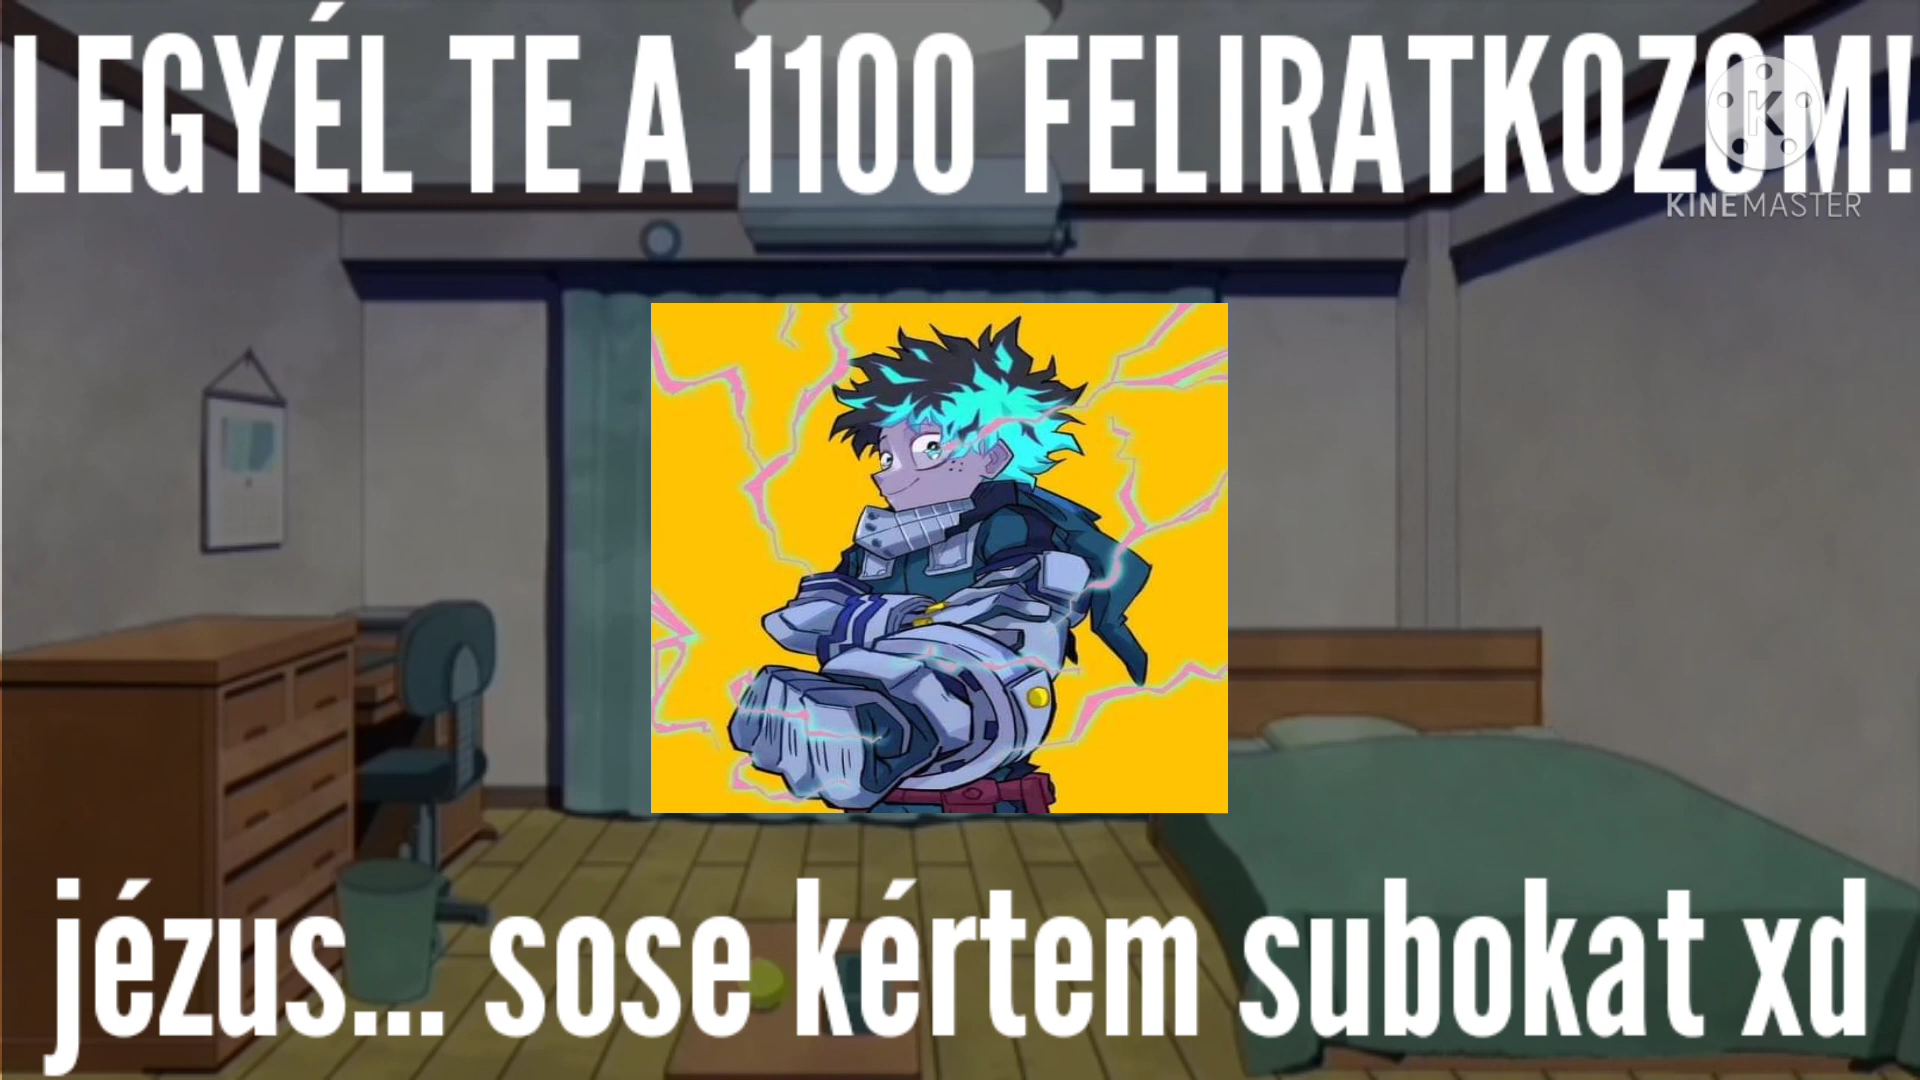 LEGYÉL TE A 1100 FELIRATKOZOM!
K
KINEMASTER
jézus... sose kértem subokat xd